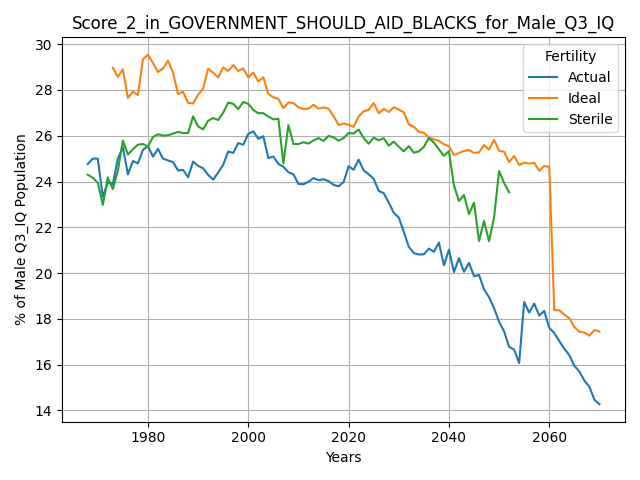 Score_2_in_GOVERNMENT_SHOULD_AID_BLACKS_for_Male_Q3_IQ
Fertility
Actual
Ideal
Sterile
% of Male Q3_IQ Population
30
28
26
24
22
20
18
16
14
1980
2000
2020
2040
2060
Years